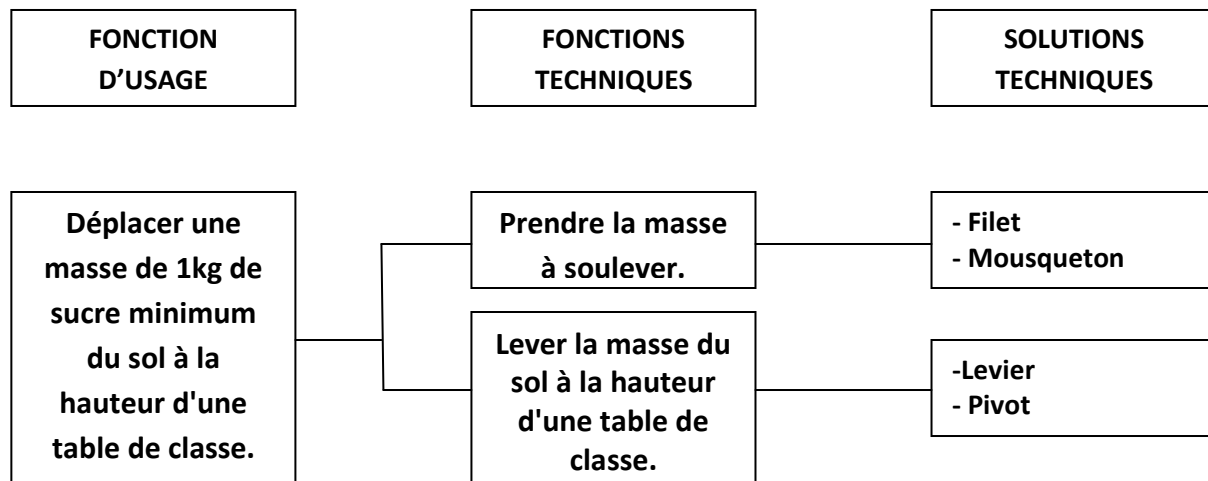 FONCTION
D’USAGE
FONCTIONS
TECHNIQUES
SOLUTIONS
TECHNIQUES
Déplacer une
masse de 1kg de
sucre minimum
du sol à la
hauteur d'une
table de classe.
Prendre la masse
à soulever.
- Filet
- Mousqueton
Lever la masse du
sol à la hauteur
d'une table de
classe.
-Levier
- Pivot